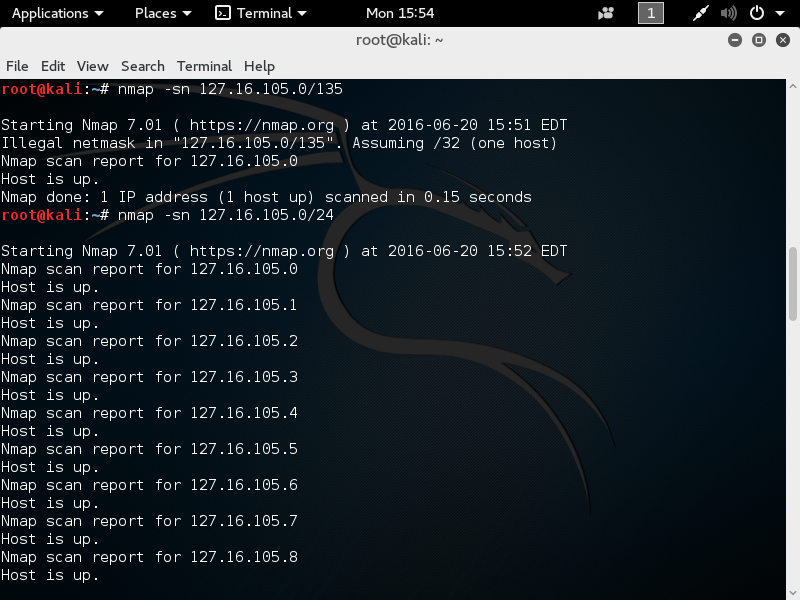 Applications Places Terminal Mon 15:54 1
root@kali: ~
File Edit View Search Terminal Help
root@kali:~# nmap -sn 127.16.105.0/135
Starting Nmap 7.01 ( https://nmap.org ) at 2016-06-20 15:51 EDT
Illegal netmask in "127.16.105.0/135". Assuming /32 (one host)
Nmap scan report for 127.16.105.0
Host is up.
Nmap done: 1 IP address (1 host up) scanned in 0.15 seconds
root@kali:~# nmap -sn 127.16.105.0/24
Starting Nmap 7.01 ( https://nmap.org ) at 2016-06-20 15:52 EDT
Nmap scan report for 127.16.105.0
Host is up.
Nmap scan report for 127.16.105.1
Host is up.
Nmap scan report for 127.16.105.2
Host is up.
Nmap scan report for 127.16.105.3
Host is up.
Nmap scan report for 127.16.105.4
Host is up.
Nmap scan report for 127.16.105.5
Host is up.
Nmap scan report for 127.16.105.6
Host is up.
Nmap scan report for 127.16.105.7
Host is up.
Nmap scan report for 127.16.105.8
Host is up.